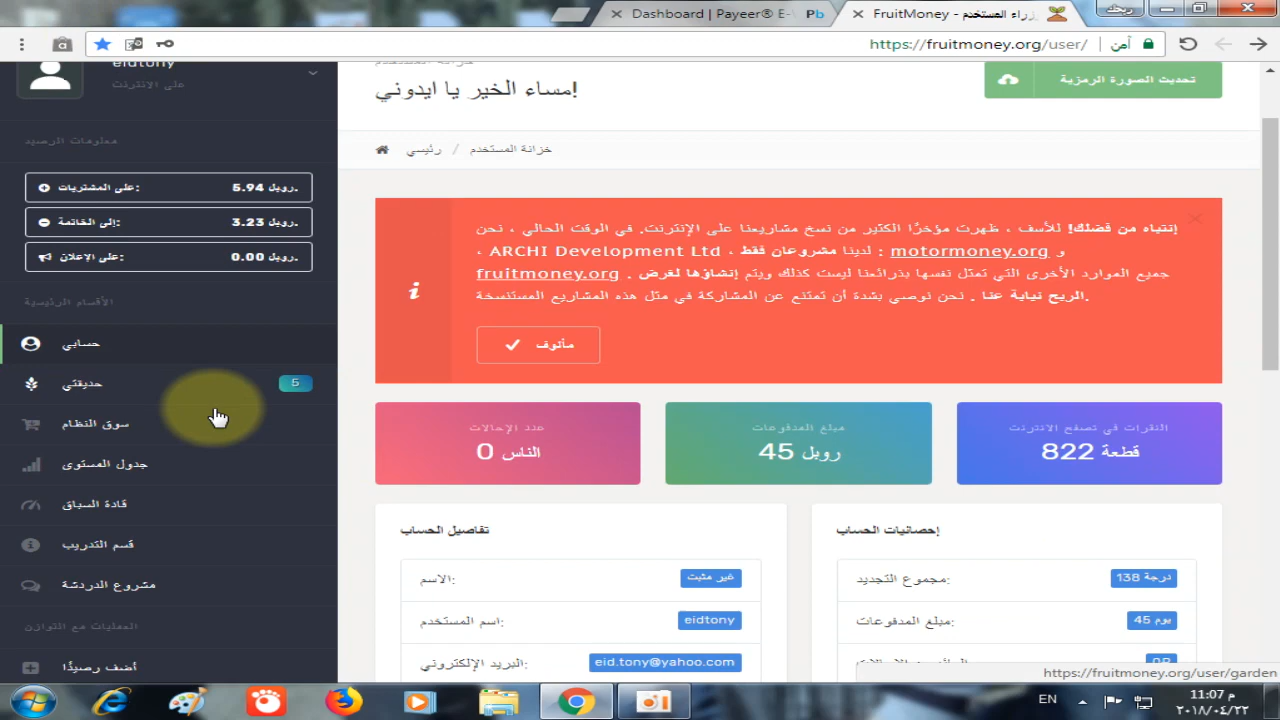 Dashboard | Payeer® E-
FruitMoney - زراء المستخدم
ربيك
https://fruitmoney.org/user/
آمن
eidtony
على الانترنت
معلومات الرصيد
على المشتريات: 5.94 روبل.
إلى الخاتمة: 3.23 روبل.
على الإعلان: 0.00 روبل.
الأقسام الرئيسية
حسابي
حديقتي 5
سوق النظام
جدول المستوى
قادة السباق
قسم التدريب
مشروع الدردشة
العمليات مع التوازن
أضف رصيدًا
خزانة المستخدم
مساء الخير يا ايدوني!
تحديث الصورة الرمزية
رئيسي / خزانة المستخدم
إنتباه من فضلك! للأسف ، ظهرت مؤخرًا الكثير من نسخ مشاريعنا على الإنترنت. في الوقت الحالي ، نحن
، ARCHI Development Ltd ، لدينا مشروعان فقط : motormoney.org و
fruitmoney.org . جميع الموارد الأخرى التي تمثل نفسها بذرائعنا ليست كذلك ويتم إنشاؤها لغرض
الربح نيابة عنا . نحن نوصي بشدة أن تمتنع عن المشاركة في مثل هذه المشاريع المستنسخة.
مألوف
عدد الإحالات
0 الناس
مبلغ المدفوعات
45 روبل
النقرات في تصفح الانترنت
822 قطعة
تفاصيل الحساب
الاسم: غير مثبت
اسم المستخدم: eidtony
البريد الإلكتروني: eid.tony@yahoo.com
إحصائيات الحساب
مجموع التجديد: 138 درجة
مبلغ المدفوعات: 45 يوم
https://fruitmoney.org/user/garden
EN
11:07 م
٢٠١٨/٠٤/٢٢